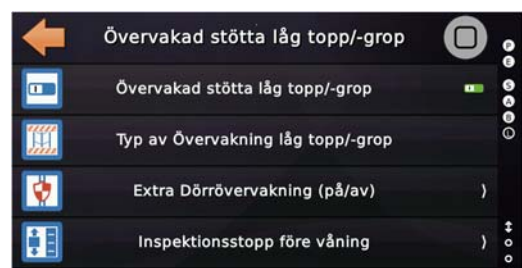 Övervakad stötta låg topp/-grop
Övervakad stötta låg topp/-grop
Typ av Övervakning låg topp/-grop
Extra Dörrövervakning (på/av)
Inspektionsstopp före våning
P
E
S
A
B
L